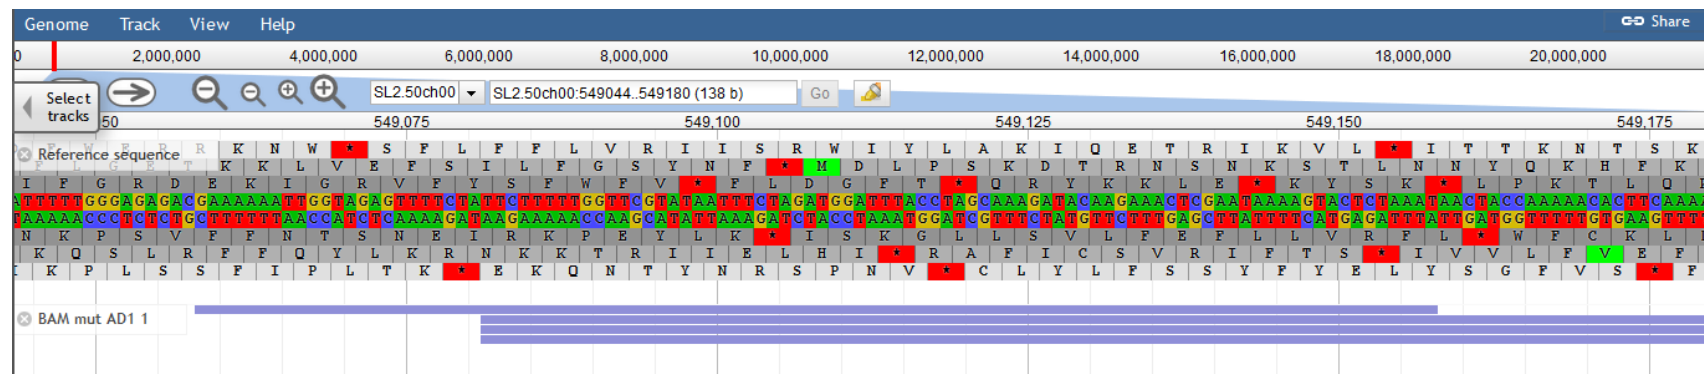 Genome Track View Help Share
0 2,000,000 4,000,000 6,000,000 8,000,000 10,000,000 12,000,000 14,000,000 16,000,000 18,000,000 20,000,000
SL2.50ch00 SL2.50ch00:549044..549180 (138 b) Go
Select
tracks
50 549,075 549,100 549,125 549,150 549,175
F W E R R K N W * S F L F F L V R I I S R W I Y L A K I Q E T R I K V L * I T T K N T S K
Reference sequence
F L G E T K K L V E F S I L F G S Y N F * M D L P S K D T R N S N K S T L N N Y Q K H F K
I F G R D E K I G R V F Y S F W F V * F L D G F T * Q R Y K K L E * K Y S K * L P K T L Q
ATTTTTGGGAGAGACGAAAAAATTGGTAGAGTTTTCTATTCTTTTTGGTTCGTATAATTTCTAGATGGATTTACCTAGCAAAGATACAAGAAACTCGAATAAAAGTACTCTAAATAACTACCAAAAACACTTCAAAA
TAAAAACCCTCTCTGCTTTTTTAACCATCTCAAAAGATAAGAAAAACCAAGCATATTAAAGATCTACCTAAATGGATCGTTTCTATGTTCTTTGAGCTTATTTTCATGAGATTTATTGATGGTTTTTGTGAAGTTTT
N K P S V F F N T S N E I R K P E Y L K * I S K G L L S V L F E F L L V R F L * W F C K L
K Q S L R F F Q Y L K R N K K T R I I E L H I * R A F I C S V R I F T S * I V V L F V E F
K P L S S F I P L T K * E K Q N T Y N R S P N V * C L Y L F S S Y F Y E L Y S G F V S * F
BAM mut AD1 1